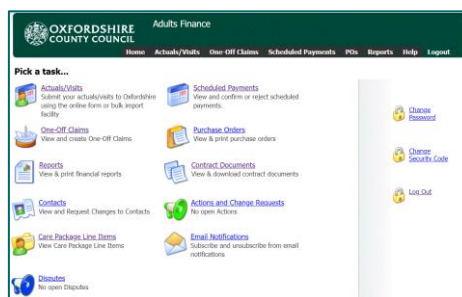 OXFORDSHIRE
COUNTY COUNCIL
Adults Finance
Home Actuals/Visits One-Off Claims Scheduled Payments POs Reports Help Logout
Pick a task...
Actuals/Visits
Submit your actuals/visits to Oxfordshire
using the online form or bulk import
facility
Scheduled Payments
View and confirm or reject scheduled
payments.
One-Off Claims
View and create One-Off Claims
Purchase Orders
View & print purchase orders
Reports
View & print financial reports
Contract Documents
View & download contract documents
Contacts
View and Request Changes to Contacts
Actions and Change Requests
No open Actions
Care Package Line Items
View Care Package Line Items
Email Notifications
Subscribe and unsubscribe from email
notifications
Disputes
No open Disputes
Change
Password
Change
Security Code
Log Out